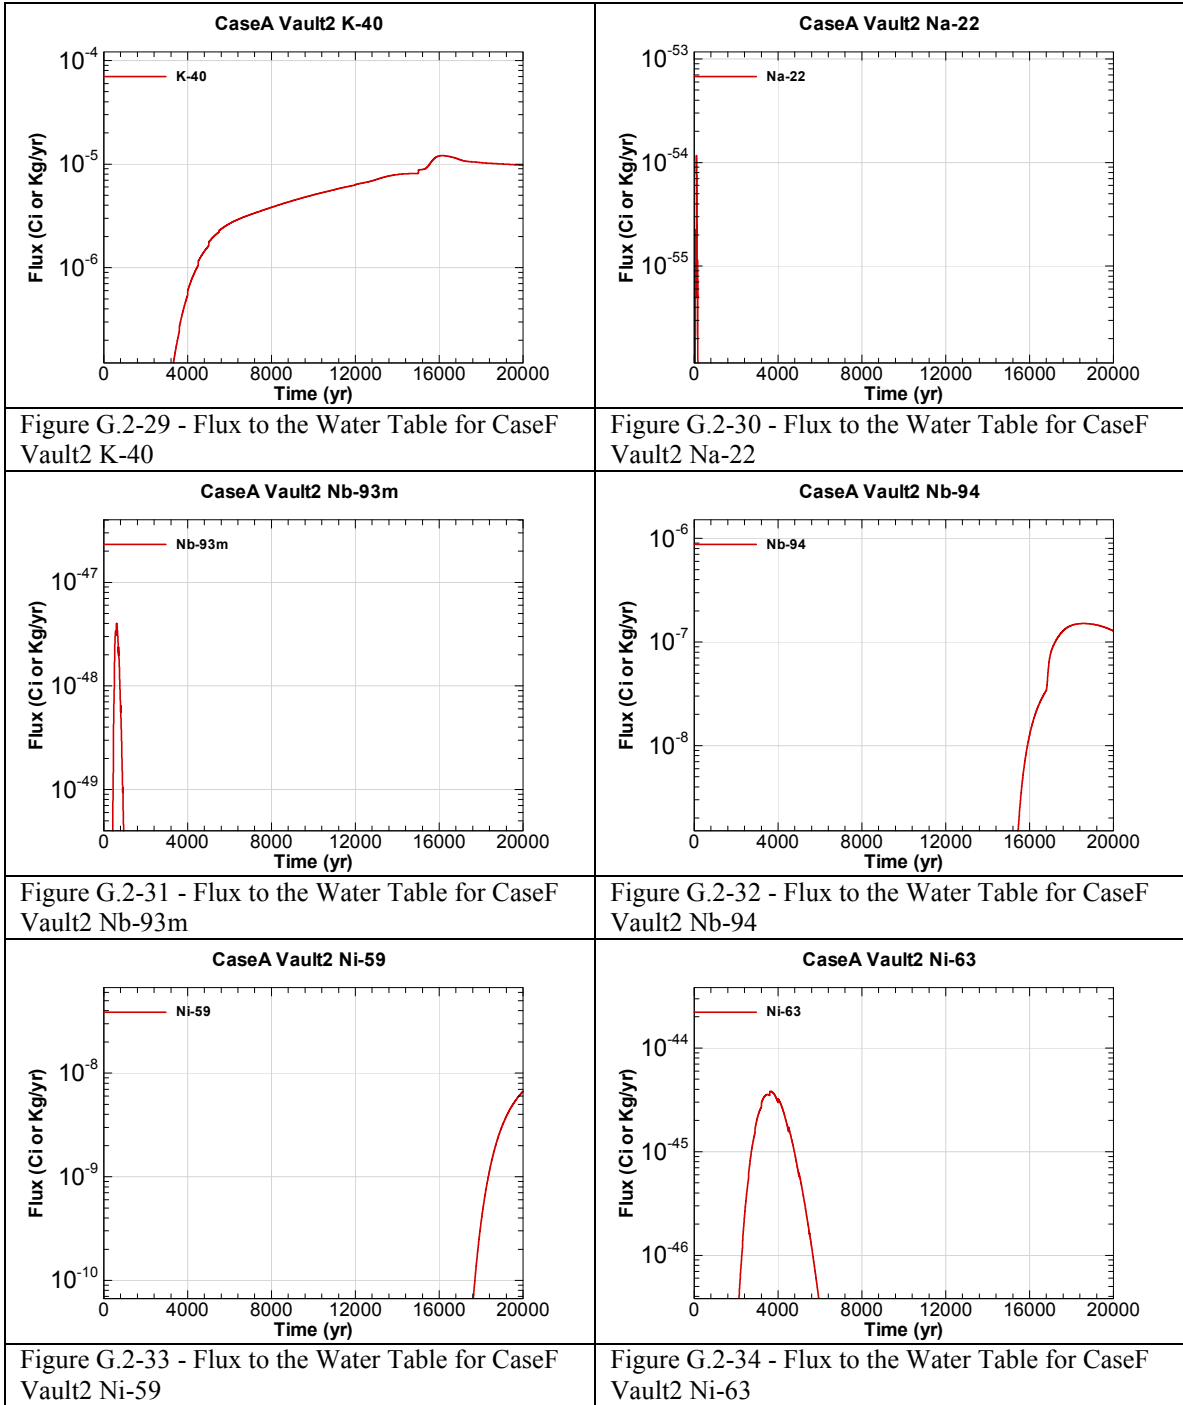 CaseA Vault2 K-40
10-4
K-40
10-5
10-6
Flux (Ci or Kg/yr)
0 4000 8000 12000 16000 20000
Time (yr)
Figure G.2-29 - Flux to the Water Table for CaseF
Vault2 K-40
CaseA Vault2 Na-22
10-53
Na-22
10-54
10-55
Flux (Ci or Kg/yr)
0 4000 8000 12000 16000 20000
Time (yr)
Figure G.2-30 - Flux to the Water Table for CaseF
Vault2 Na-22
CaseA Vault2 Nb-93m
Nb-93m
10-47
10-48
10-49
Flux (Ci or Kg/yr)
0 4000 8000 12000 16000 20000
Time (yr)
Figure G.2-31 - Flux to the Water Table for CaseF
Vault2 Nb-93m
CaseA Vault2 Nb-94
10-6
Nb-94
10-7
10-8
Flux (Ci or Kg/yr)
0 4000 8000 12000 16000 20000
Time (yr)
Figure G.2-32 - Flux to the Water Table for CaseF
Vault2 Nb-94
CaseA Vault2 Ni-59
Ni-59
10-8
10-9
10-10
Flux (Ci or Kg/yr)
0 4000 8000 12000 16000 20000
Time (yr)
Figure G.2-33 - Flux to the Water Table for CaseF
Vault2 Ni-59
CaseA Vault2 Ni-63
Ni-63
10-44
10-45
10-46
Flux (Ci or Kg/yr)
0 4000 8000 12000 16000 20000
Time (yr)
Figure G.2-34 - Flux to the Water Table for CaseF
Vault2 Ni-63